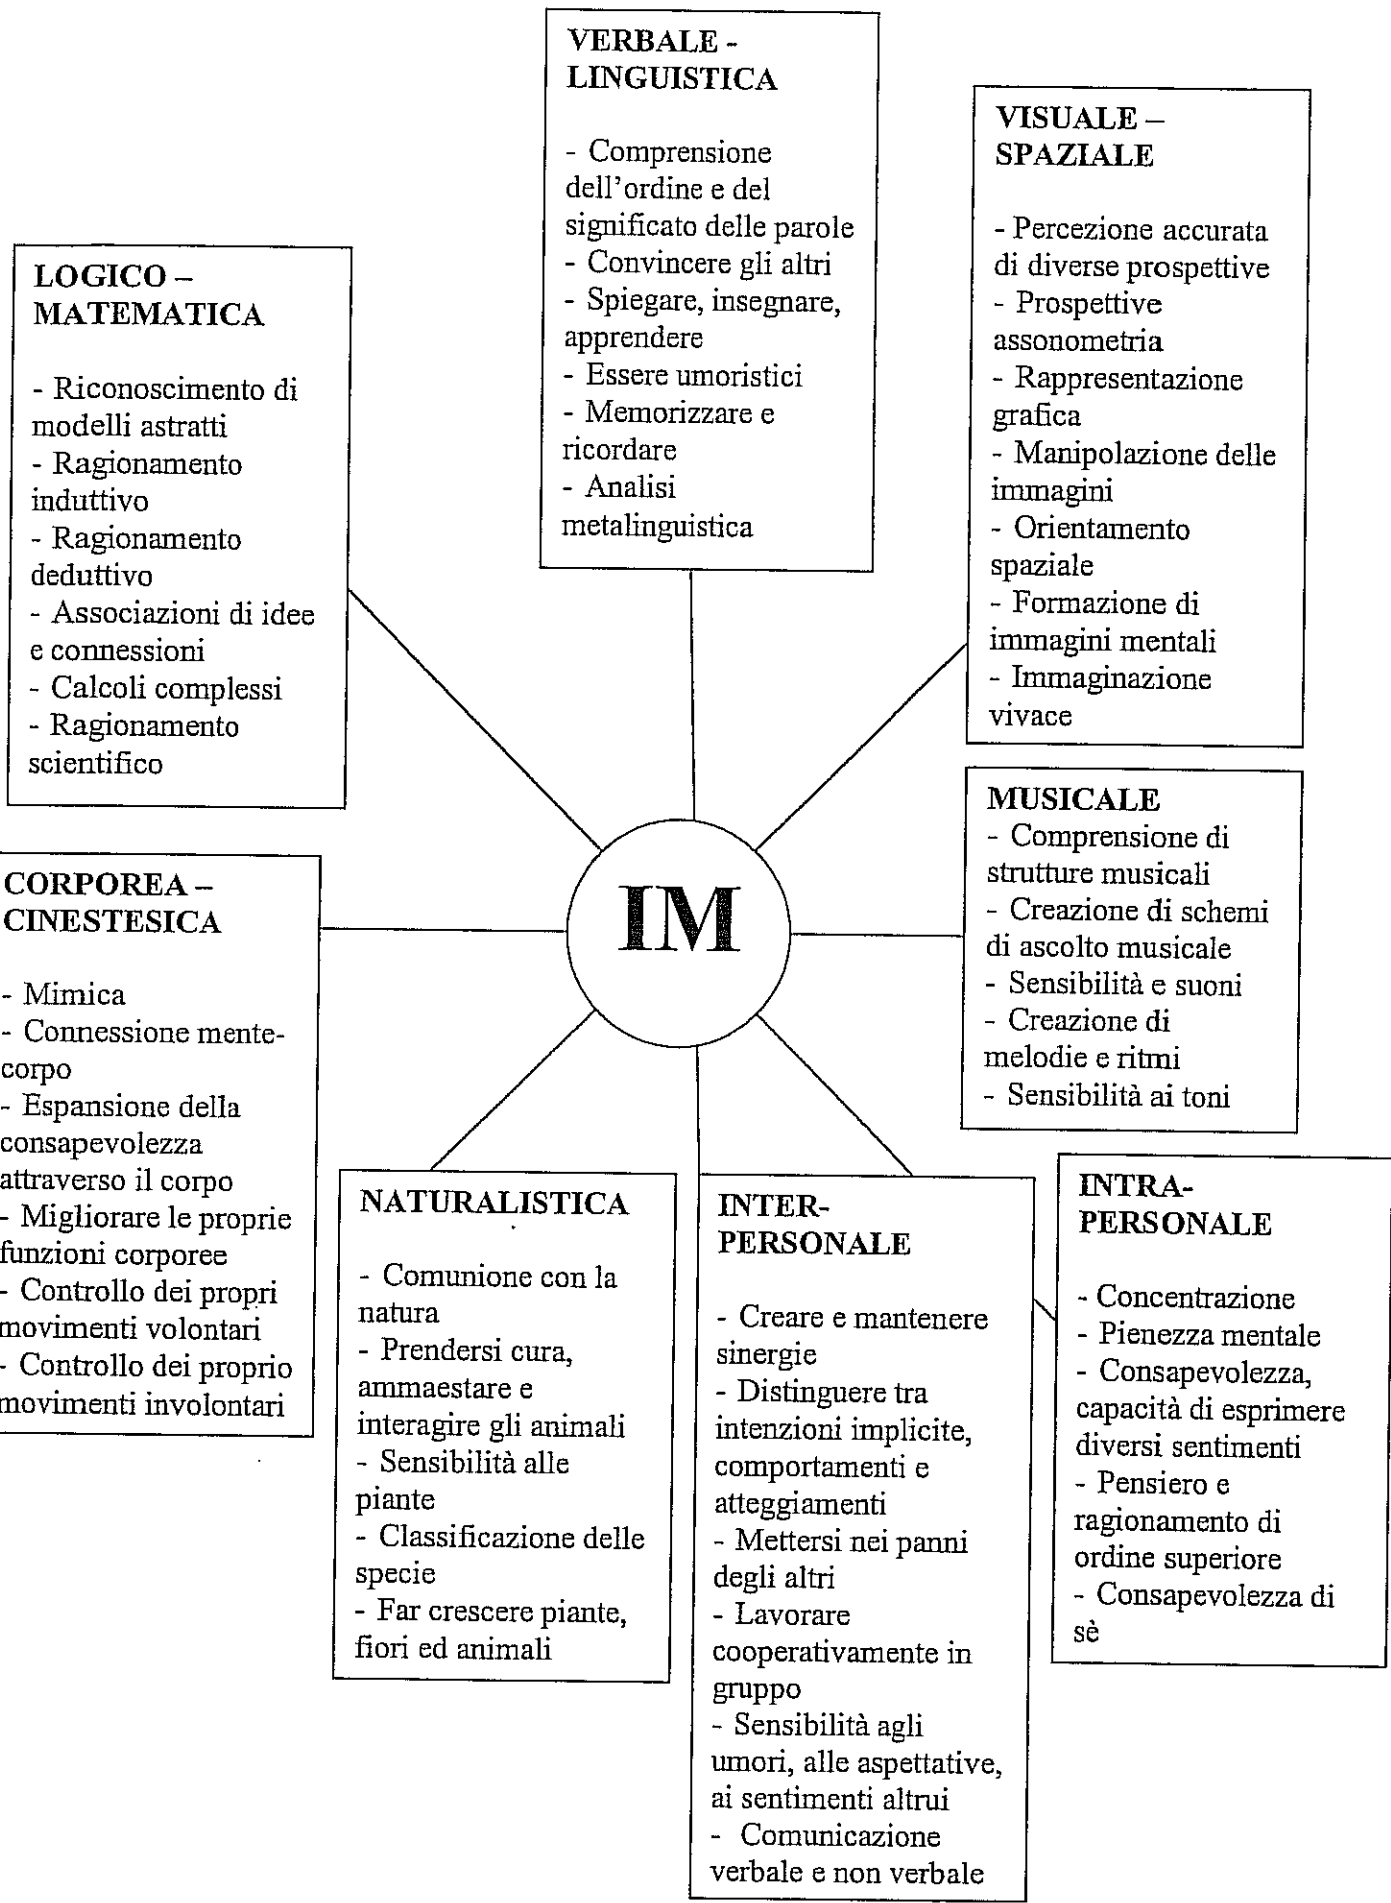 VERBALE -
LINGUISTICA
- Comprensione
dell'ordine e del
significato delle parole
- Convincere gli altri
- Spiegare, insegnare,
apprendere
- Essere umoristici
- Memorizzare e
ricordare
- Analisi
metalinguistica
VISUALE –
SPAZIALE
- Percezione accurata
di diverse prospettive
- Prospettive
assonometria
- Rappresentazione
grafica
- Manipolazione delle
immagini
- Orientamento
spaziale
- Formazione di
immagini mentali
- Immaginazione
vivace
LOGICO –
MATEMATICA
- Riconoscimento di
modelli astratti
- Ragionamento
induttivo
- Ragionamento
deduttivo
- Associazioni di idee
e connessioni
- Calcoli complessi
- Ragionamento
scientifico
MUSICALE
- Comprensione di
strutture musicali
- Creazione di schemi
di ascolto musicale
- Sensibilità e suoni
- Creazione di
melodie e ritmi
- Sensibilità ai toni
IM
CORPOREA –
CINESTESICA
- Mimica
- Connessione mente-
corpo
- Espansione della
consapevolezza
attraverso il corpo
- Migliorare le proprie
funzioni corporee
- Controllo dei propri
movimenti volontari
- Controllo dei proprio
movimenti involontari
NATURALISTICA
- Comunione con la
natura
- Prendersi cura,
ammaestare e
interagire gli animali
- Sensibilità alle
piante
- Classificazione delle
specie
- Far crescere piante,
fiori ed animali
INTER-
PERSONALE
- Creare e mantenere
sinergie
- Distinguere tra
intenzioni implicite,
comportamenti e
atteggiamenti
- Mettersi nei panni
degli altri
- Lavorare
cooperativamente in
gruppo
- Sensibilità agli
umori, alle aspettative,
ai sentimenti altrui
- Comunicazione
verbale e non verbale
INTRA-
PERSONALE
- Concentrazione
- Pienezza mentale
- Consapevolezza,
capacità di esprimere
diversi sentimenti
- Pensiero e
ragionamento di
ordine superiore
- Consapevolezza di
sè